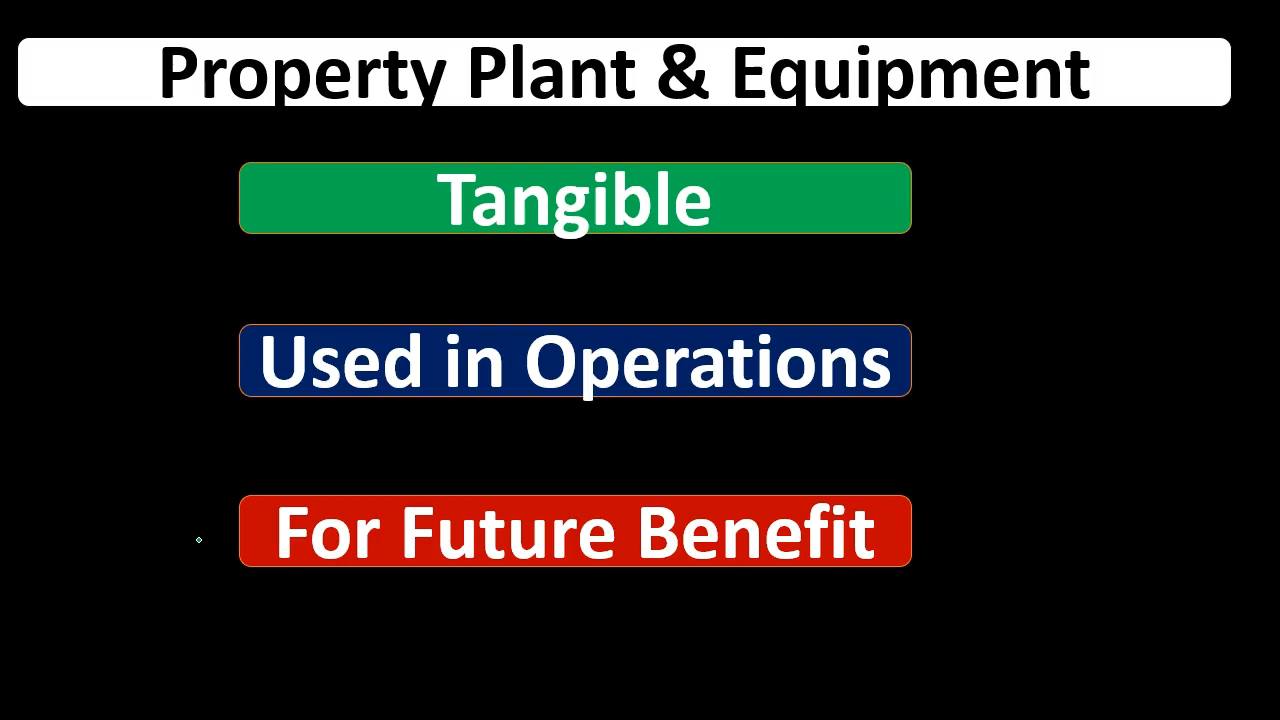 Property Plant & Equipment
Tangible
Used in Operations
For Future Benefit